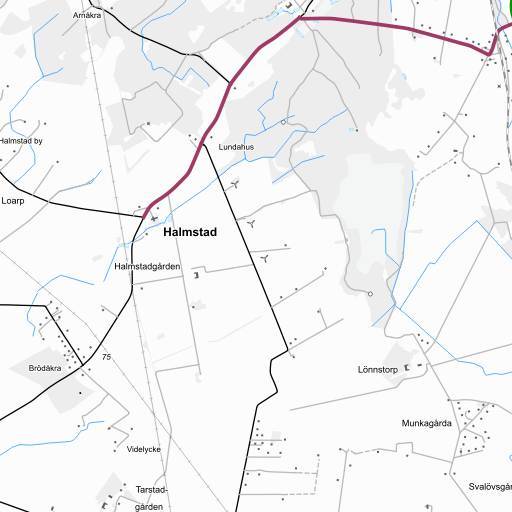 Arnäkra
Halmstad by
Lundahus
Loarp
Halmstad
Halmstadgården
75
Brödåkra
Lönnstorp
Munkagårda
Videlycke
Tarstad-
gården
Svalövsgår